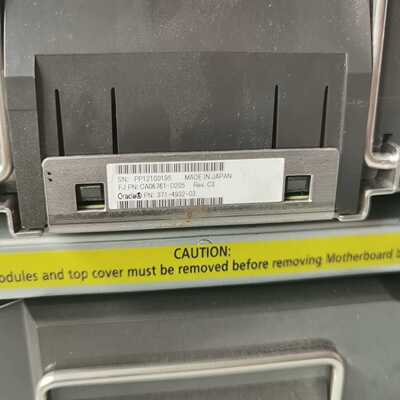 SN: PP12100195 MADE IN JAPAN
FJ PN: CA06761-D205 Rev. C3
Oracle PN: 371-4932-03
CAUTION:
odules and top cover must be removed before removing Motherboard